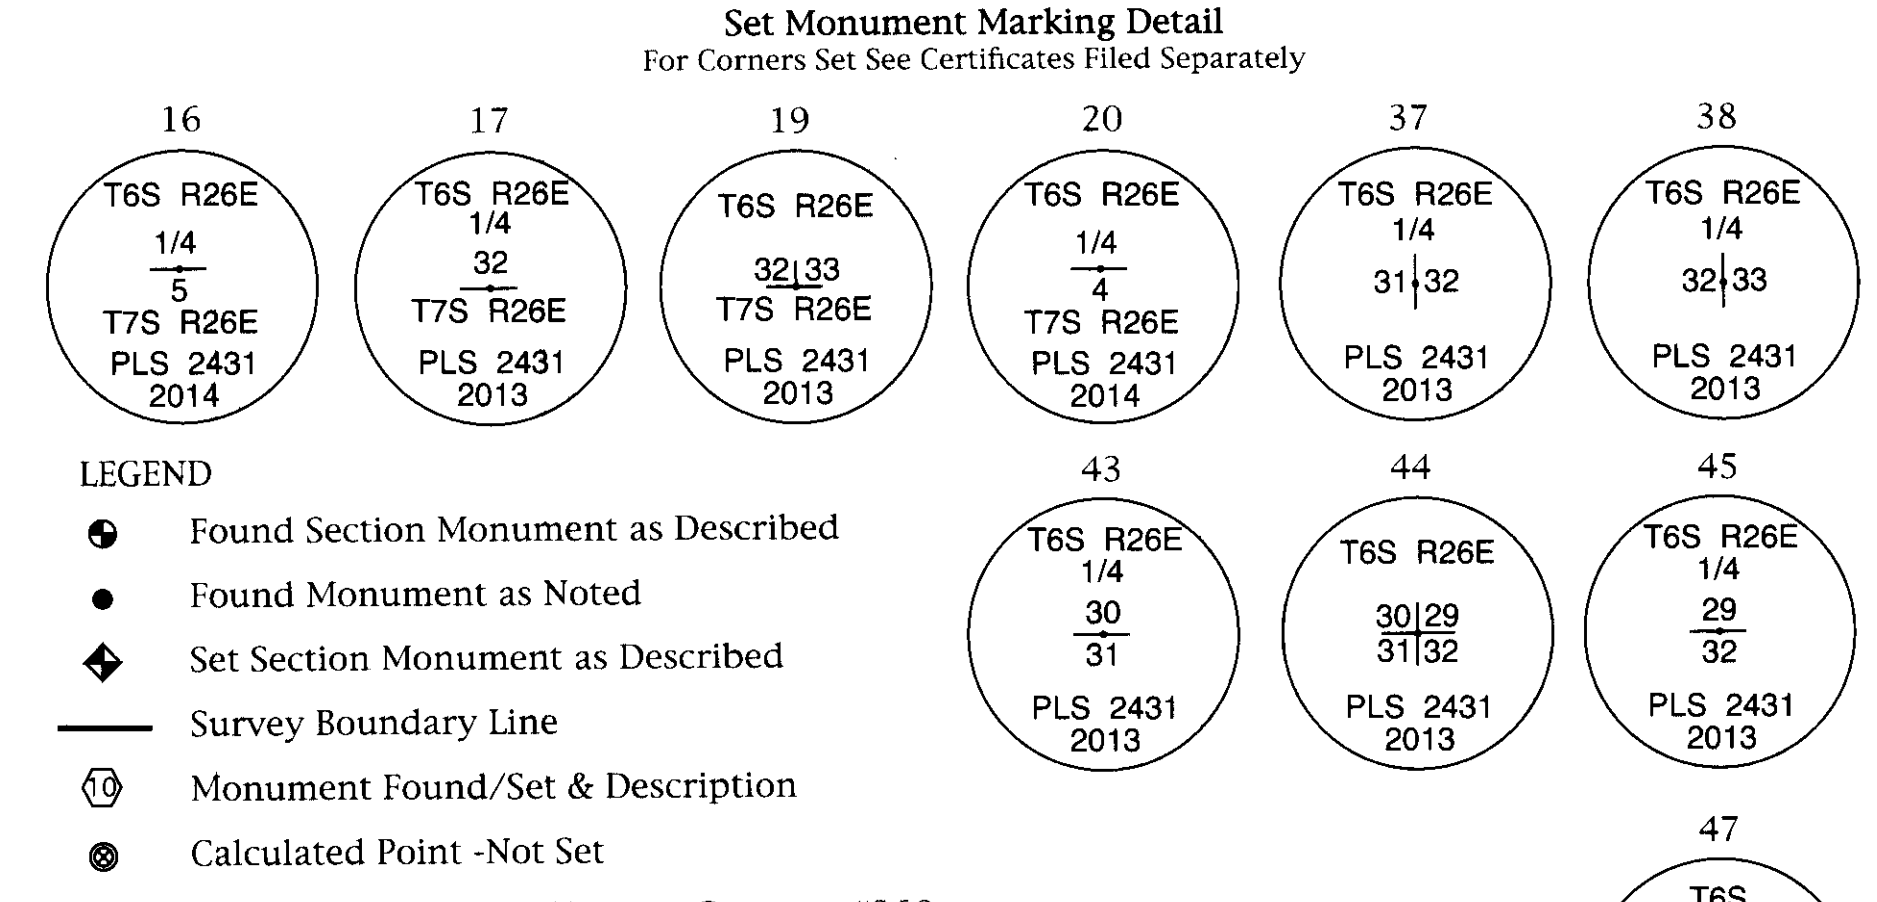 Set Monument Marking Detail
For Corners Set See Certificates Filed Separately
16
T6S R26E
1/4
5
T7S R26E
PLS 2431
2014
17
T6S R26E
1/4
32
T7S R26E
PLS 2431
2013
19
T6S R26E
32|33
T7S R26E
PLS 2431
2013
20
T6S R26E
1/4
4
T7S R26E
PLS 2431
2014
37
T6S R26E
1/4
31|32
PLS 2431
2013
38
T6S R26E
1/4
32|33
PLS 2431
2013
LEGEND
Found Section Monument as Described
Found Monument as Noted
Set Section Monument as Described
Survey Boundary Line
10 Monument Found/Set & Description
Calculated Point -Not Set
43
T6S R26E
1/4
30
31
PLS 2431
2013
44
T6S R26E
30|29
31|32
PLS 2431
2013
45
T6S R26E
1/4
29
32
PLS 2431
2013
47
T6S